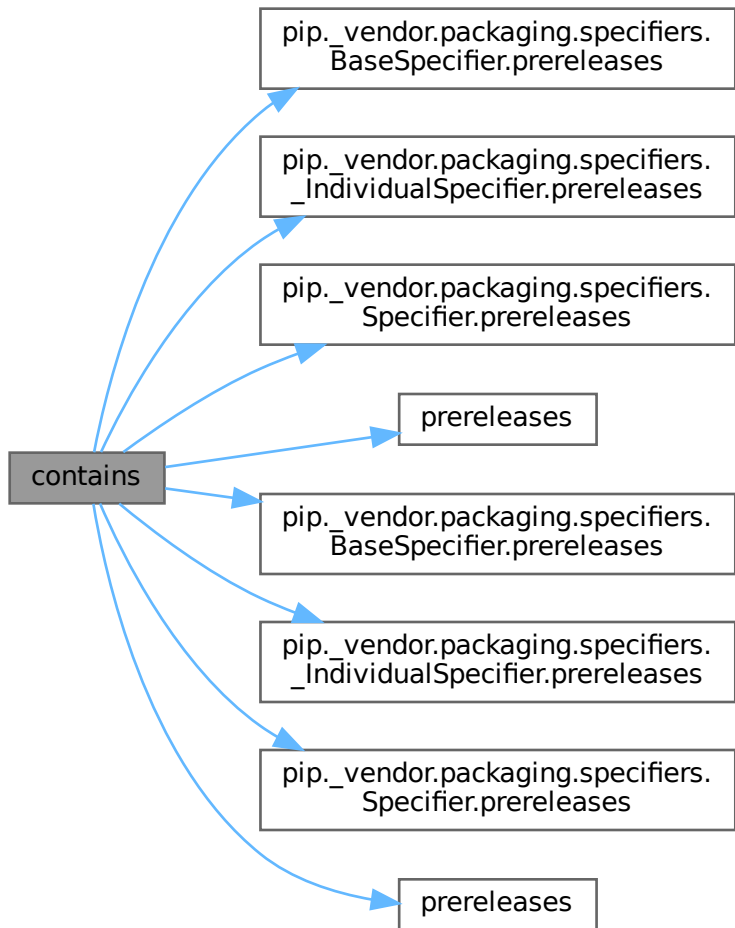 pip._vendor.packaging.specifiers.
BaseSpecifier.prereleases
pip._vendor.packaging.specifiers.
_IndividualSpecifier.prereleases
pip._vendor.packaging.specifiers.
Specifier.prereleases
prereleases
contains
pip._vendor.packaging.specifiers.
BaseSpecifier.prereleases
pip._vendor.packaging.specifiers.
_IndividualSpecifier.prereleases
pip._vendor.packaging.specifiers.
Specifier.prereleases
prereleases